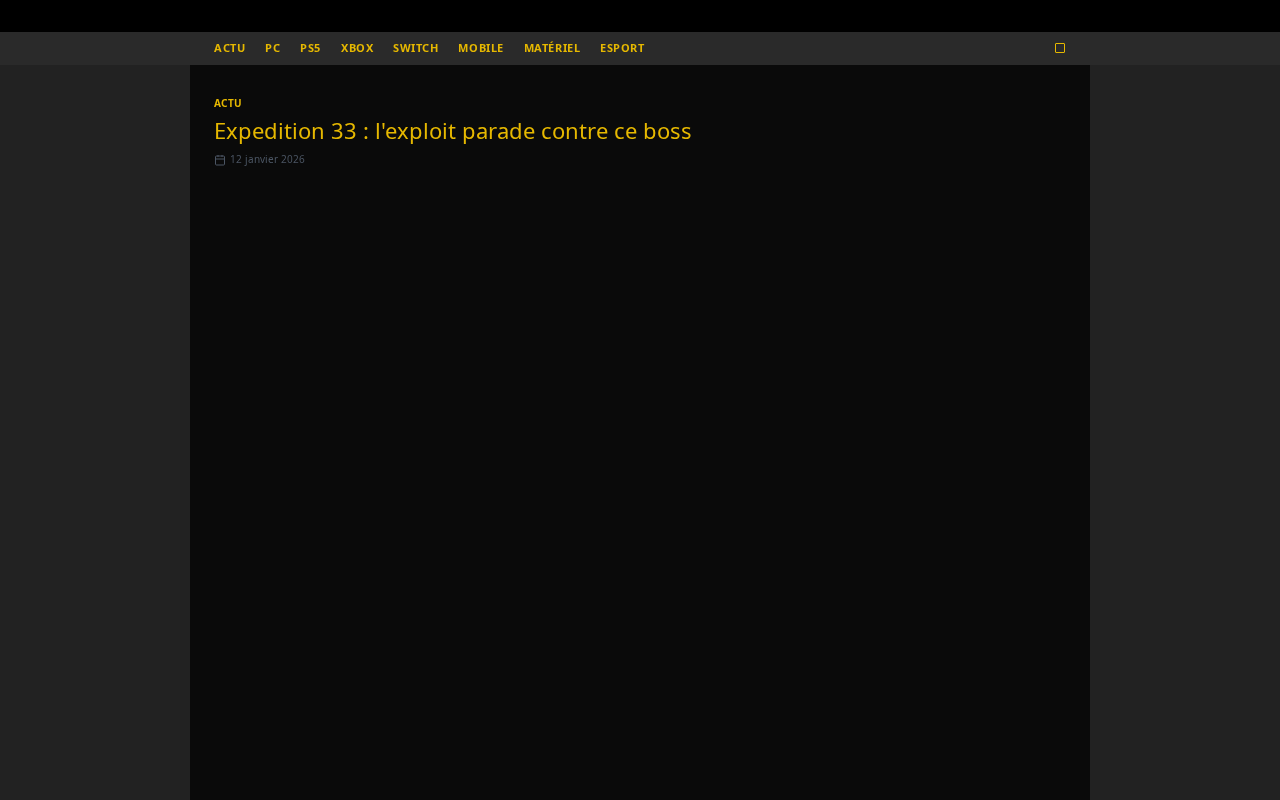 ACTU PC PS5 XBOX SWITCH MOBILE MATÉRIEL ESPORT
ACTU
Expedition 33 : l'exploit parade contre ce boss
12 janvier 2026